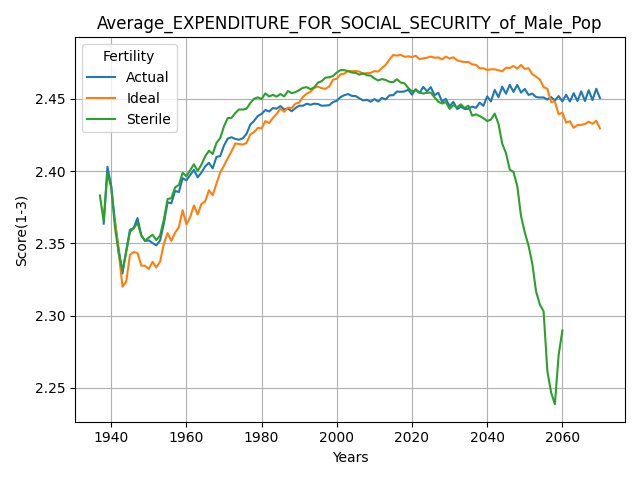 Average_EXPENDITURE_FOR_SOCIAL_SECURITY_of_Male_Pop
Fertility
Actual
Ideal
Sterile
Score(1-3)
2.45
2.40
2.35
2.30
2.25
1940 1960 1980 2000 2020 2040 2060
Years